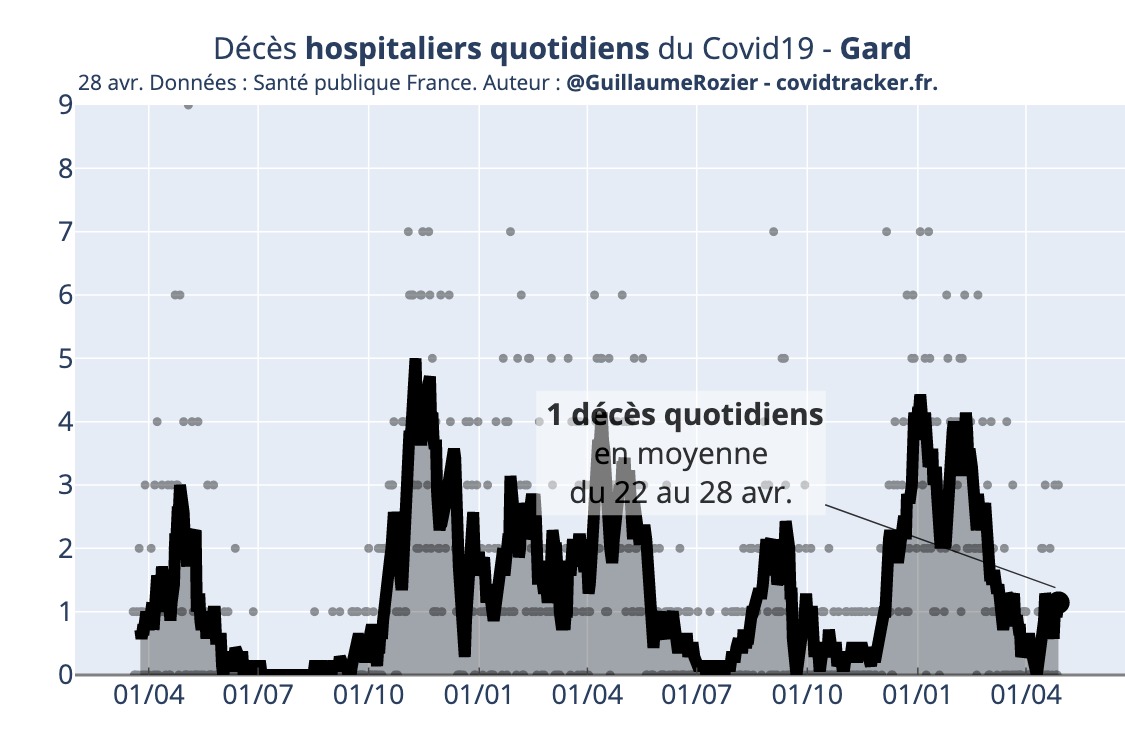 Décès hospitaliers quotidiens du Covid19 - Gard
28 avr. Données : Santé publique France. Auteur : @GuillaumeRozier - covidtracker.fr.
9
8
7
6
5
4
3
2
1
0
1 décès quotidiens
en moyenne
du 22 au 28 avr.
01/04 01/07 01/10 01/01 01/04 01/07 01/10 01/01 01/04